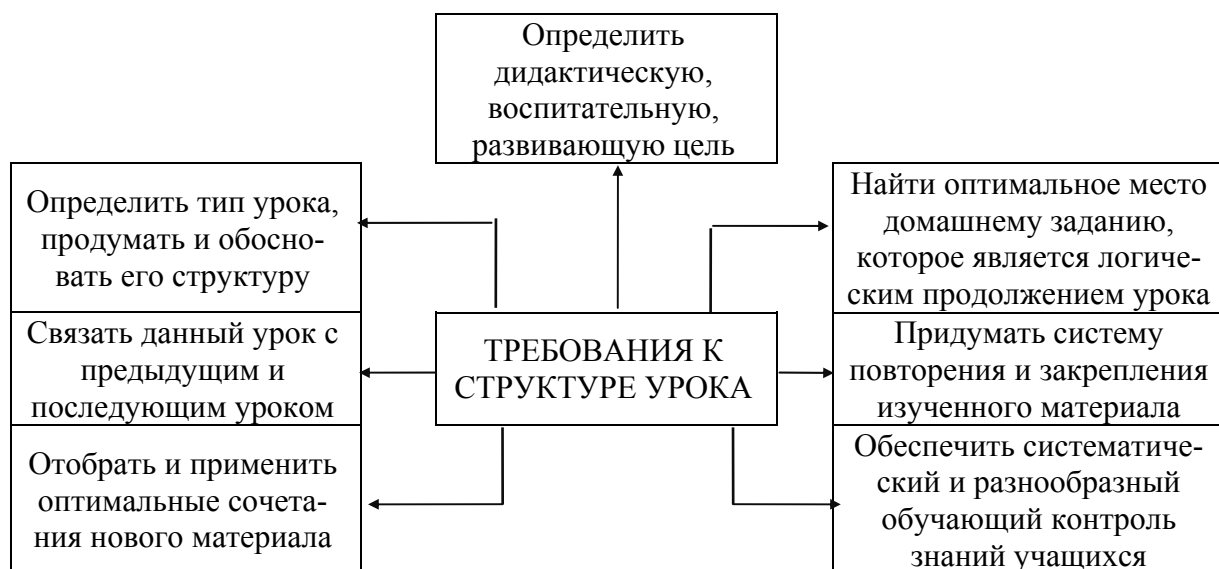 Определить
дидактическую,
воспитательную,
развивающую цель
Определить тип урока,
продумать и обосно-
вать его структуру
Связать данный урок с
предыдущим и
последующим уроком
Отобрать и применить
оптимальные сочета-
ния нового материала
ТРЕБОВАНИЯ К
СТРУКТУРЕ УРОКА
Найти оптимальное место
домашнему заданию,
которое является логиче-
ским продолжением урока
Придумать систему
повторения и закрепления
изученного материала
Обеспечить систематиче-
ский и разнообразный
обучающий контроль
знаний учащихся